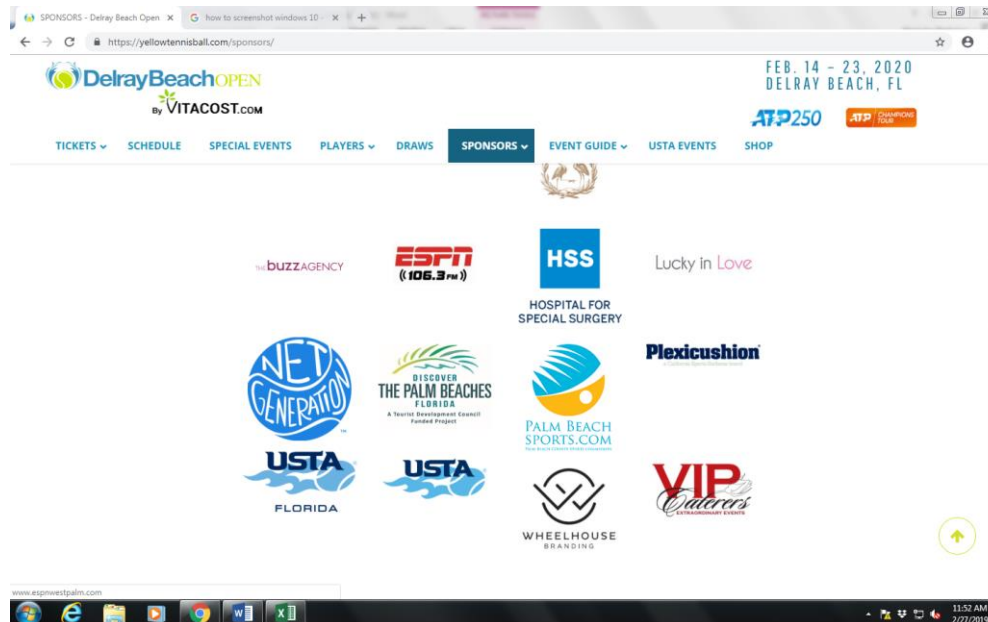 SPONSORS - Delray Beach Open
how to screenshot windows 10 -
https://yellowtennisball.com/sponsors/
DelrayBeachOPEN
By VITACOST.COM
FEB. 14 – 23, 2020
DELRAY BEACH, FL
ATP250
ATP CHAMPIONS TOUR
TICKETS SCHEDULE SPECIAL EVENTS PLAYERS DRAWS SPONSORS EVENT GUIDE USTA EVENTS SHOP
THE BUZZAGENCY
ESPN
((106.3 FM))
HSS
HOSPITAL FOR
SPECIAL SURGERY
Lucky in Love
NET
GENERATION
DISCOVER
THE PALM BEACHES
FLORIDA
A Tourist Development Council
Funded Project
PALM BEACH
SPORTS.COM
Plexicushion
USTA
FLORIDA
USTA
WHEELHOUSE
BRANDING
VIP
Caterers
EXTRAORDINARY EVENTS
www.espnwestpalm.com
11:52 AM
2/27/2019